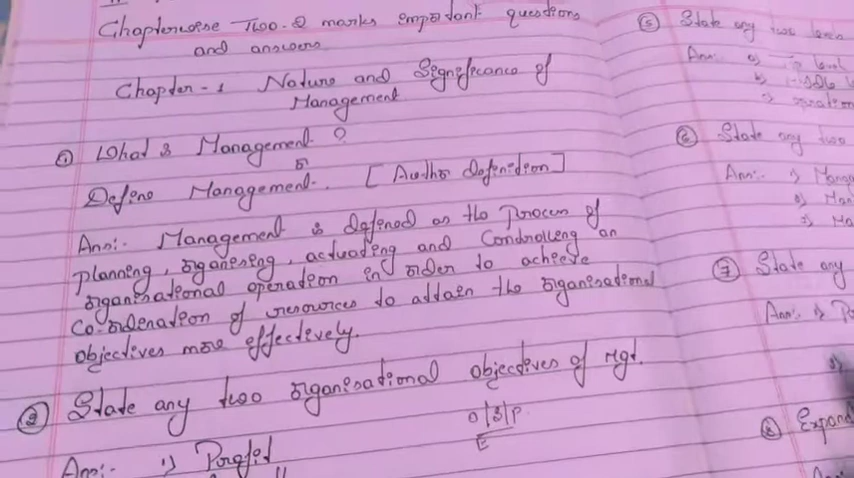 Chapterwise Two-2 marks important questions
and answers
Chapter-1 Nature and Significance of
Management
① What is Management ?
or
Define Management. [Author definition]
Ans:- Management is defined as the Process of
Planning, organising, actuating and Controlling an
organisational operation in order to achieve
Co-ordination of resources to attain the organisational
objectives more effectively.
② State any two organisational objectives of Mgt.
O|S|P.
E
Ans:- i) Profit
⑤ State any two
Ans:
⑥ State any two
Ans:-
⑦ State any
Ans:
⑧ Expand